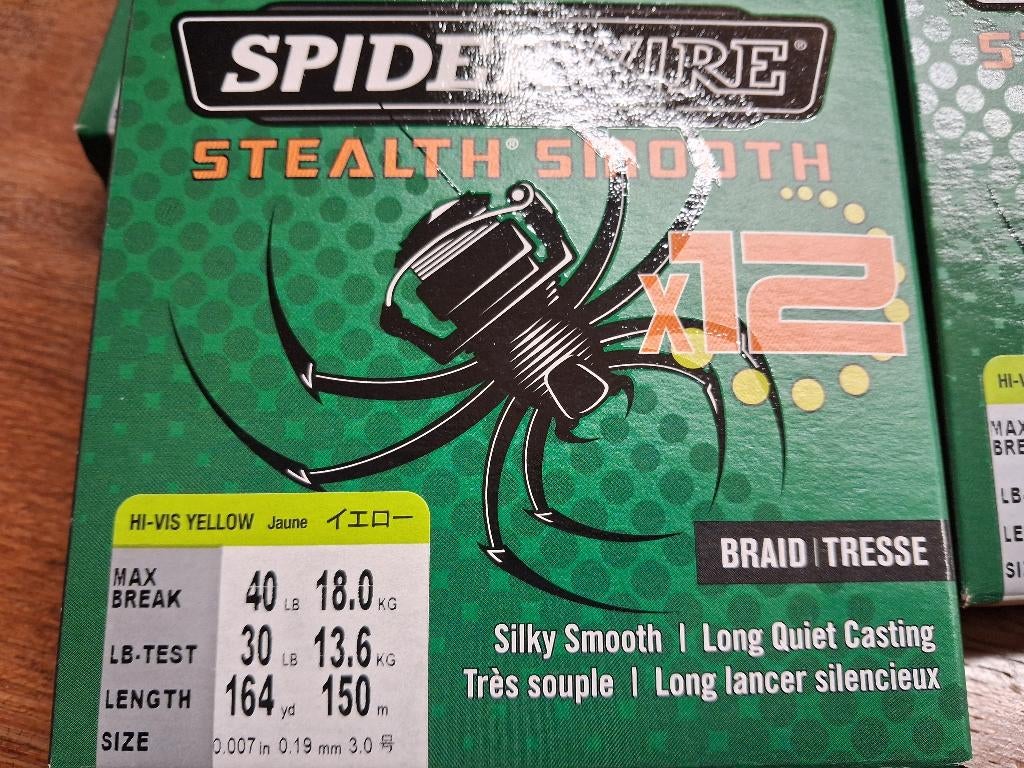 SPIDERWIRE®
STEALTH® SMOOTH
x12
HI-VIS YELLOW Jaune イエロー
MAX BREAK 40 LB 18.0 KG
LB-TEST 30 LB 13.6 KG
LENGTH 164 yd 150 m
SIZE 0.007 in 0.19 mm 3.0 号
BRAID | TRESSE
Silky Smooth | Long Quiet Casting
Très souple | Long lancer silencieux